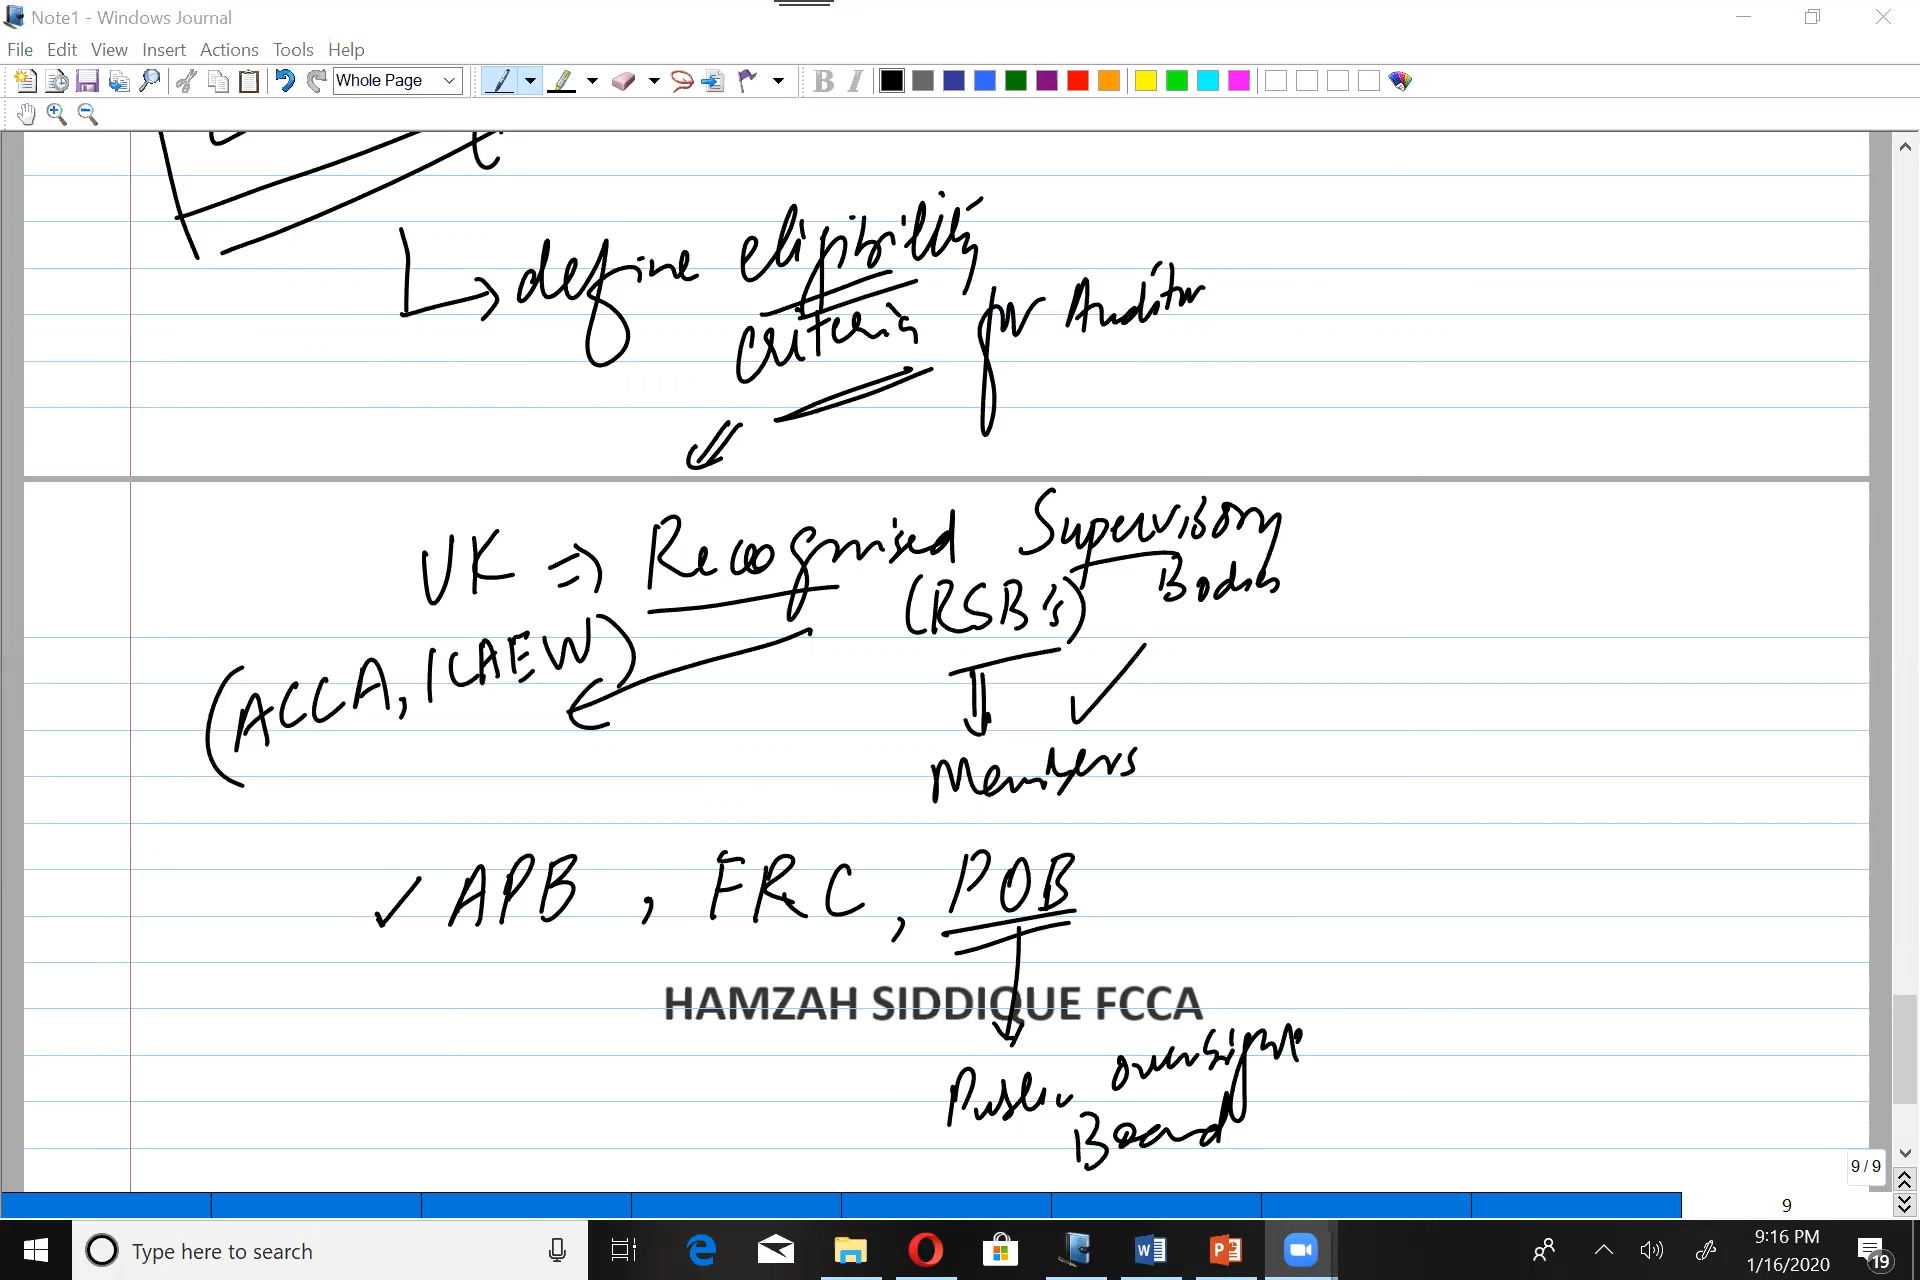 Note1 - Windows Journal
File Edit View Insert Actions Tools Help
Whole Page
B I
define eligibility
criteria for Auditor
UK => Recognised Supervisory
Bodies
(RSB's)
(ACCA, ICAEW)
Members
✓ APB, FRC, POB
HAMZAH SIDDIQUE FCCA
Public oversight
Board
9 / 9
9
Type here to search
9:16 PM
1/16/2020
19